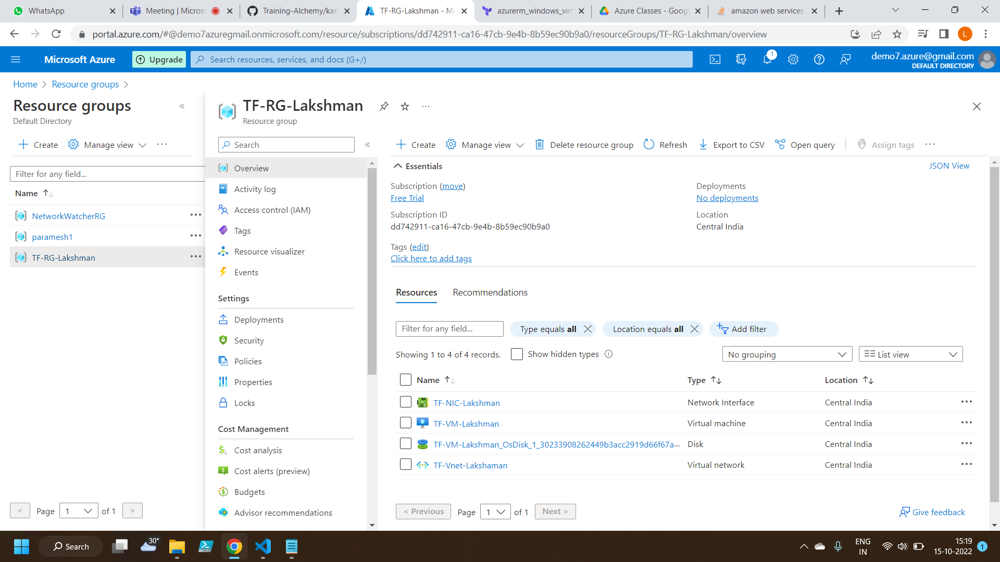 WhatsApp
Meeting | Micros
Training-Alchemy/kan
TF-RG-Lakshman - Mi
azurerm_windows_virt
Azure Classes - Googl
amazon web services
portal.azure.com/#@demo7azuregmail.onmicrosoft.com/resource/subscriptions/dd742911-ca16-47cb-9e4b-8b59ec90b9a0/resourceGroups/TF-RG-Lakshman/overview
L
Microsoft Azure
Upgrade
Search resources, services, and docs (G+/)
1
demo7.azure@gmail.com
DEFAULT DIRECTORY
Home > Resource groups >
Resource groups
Default Directory
Create
Manage view
Filter for any field...
Name
NetworkWatcherRG
paramesh1
TF-RG-Lakshman
< Page 1 of 1 >
TF-RG-Lakshman
Resource group
Search
Overview
Activity log
Access control (IAM)
Tags
Resource visualizer
Events
Settings
Deployments
Security
Policies
Properties
Locks
Cost Management
Cost analysis
Cost alerts (preview)
Budgets
Advisor recommendations
Create
Manage view
Delete resource group
Refresh
Export to CSV
Open query
Assign tags
Essentials
JSON View
Subscription (move)
Free Trial
Subscription ID
dd742911-ca16-47cb-9e4b-8b59ec90b9a0
Deployments
No deployments
Location
Central India
Tags (edit)
Click here to add tags
Resources
Recommendations
Filter for any field...
Type equals all
Location equals all
Add filter
Showing 1 to 4 of 4 records.
Show hidden types
No grouping
List view
Name Type Location
TF-NIC-Lakshman Network Interface Central India
TF-VM-Lakshman Virtual machine Central India
TF-VM-Lakshman_OsDisk_1_30233908262449b3acc2919d66f67a... Disk Central India
TF-Vnet-Lakshaman Virtual network Central India
< Previous Page 1 of 1 Next >
Give feedback
Search
30°
ENG
IN
15:19
15-10-2022
1